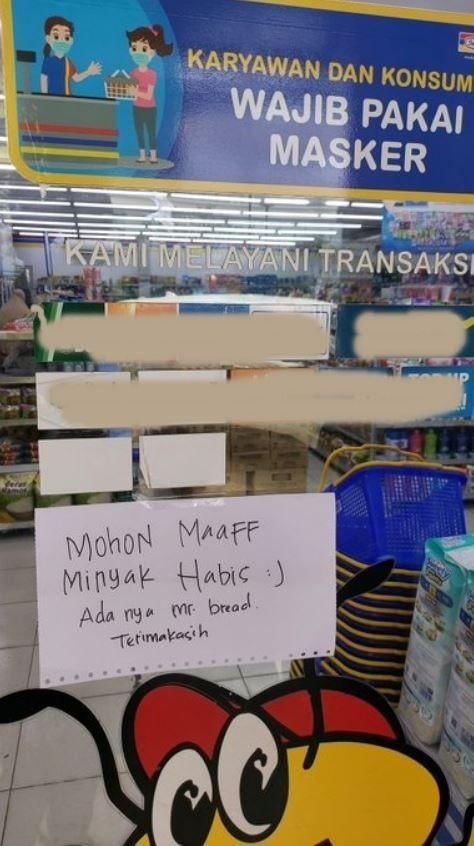 KARYAWAN DAN KONSUM
WAJIB PAKAI
MASKER
KAMI MELAYANI TRANSAKSI
MOHON MAAFF
Minyak Habis :)
Ada nya mr. bread.
Terimakasih